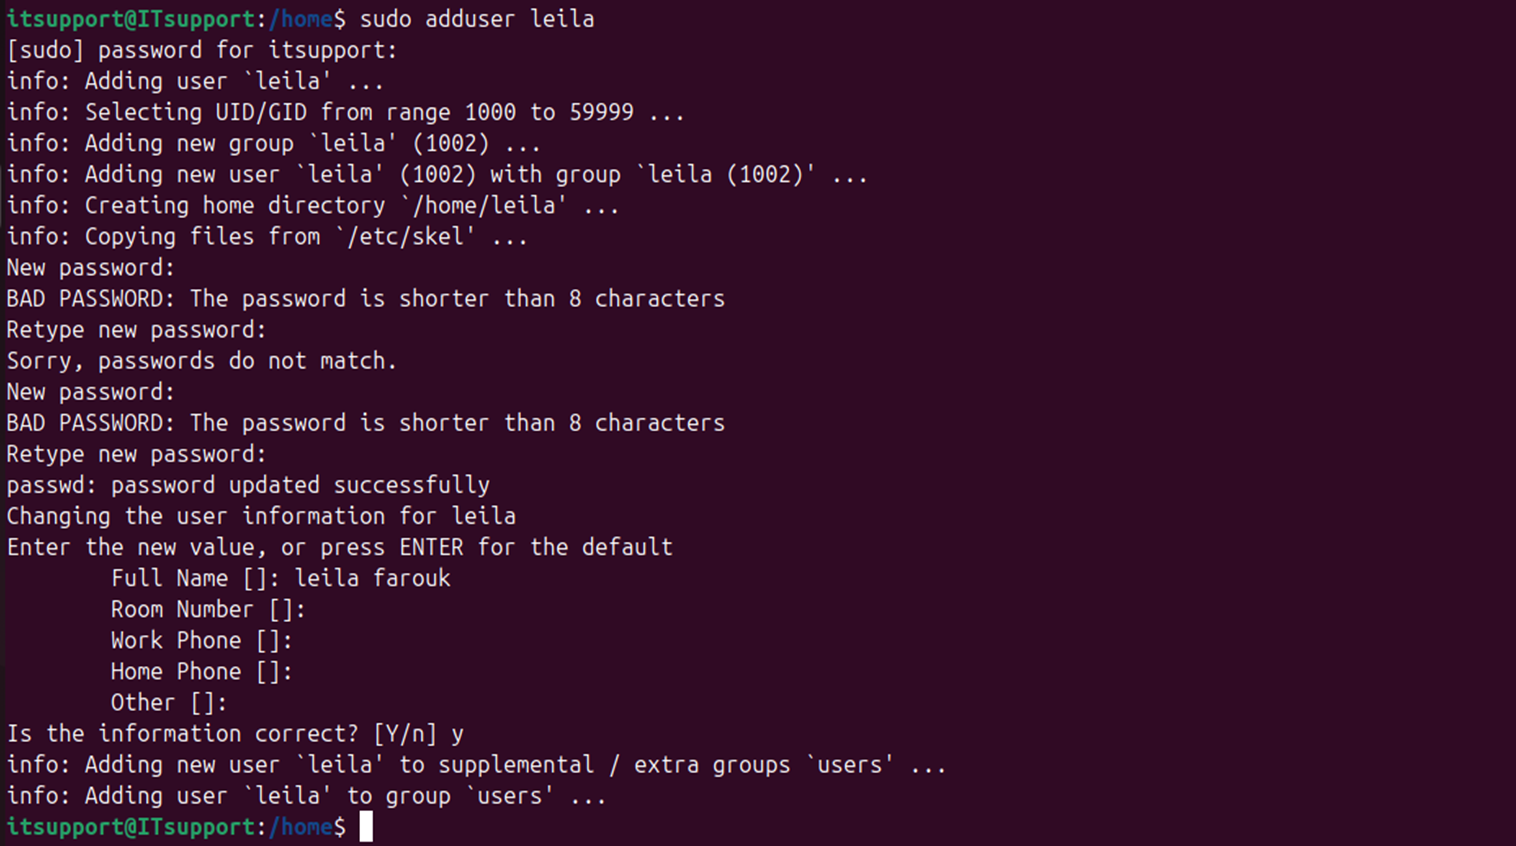 itsupport@ITsupport:/home$ sudo adduser leila
[sudo] password for itsupport:
info: Adding user `leila' ...
info: Selecting UID/GID from range 1000 to 59999 ...
info: Adding new group `leila' (1002) ...
info: Adding new user `leila' (1002) with group `leila (1002)' ...
info: Creating home directory `/home/leila' ...
info: Copying files from `/etc/skel' ...
New password:
BAD PASSWORD: The password is shorter than 8 characters
Retype new password:
Sorry, passwords do not match.
New password:
BAD PASSWORD: The password is shorter than 8 characters
Retype new password:
passwd: password updated successfully
Changing the user information for leila
Enter the new value, or press ENTER for the default
        Full Name []: leila farouk
        Room Number []:
        Work Phone []:
        Home Phone []:
        Other []:
Is the information correct? [Y/n] y
info: Adding new user `leila' to supplemental / extra groups `users' ...
info: Adding user `leila' to group `users' ...
itsupport@ITsupport:/home$